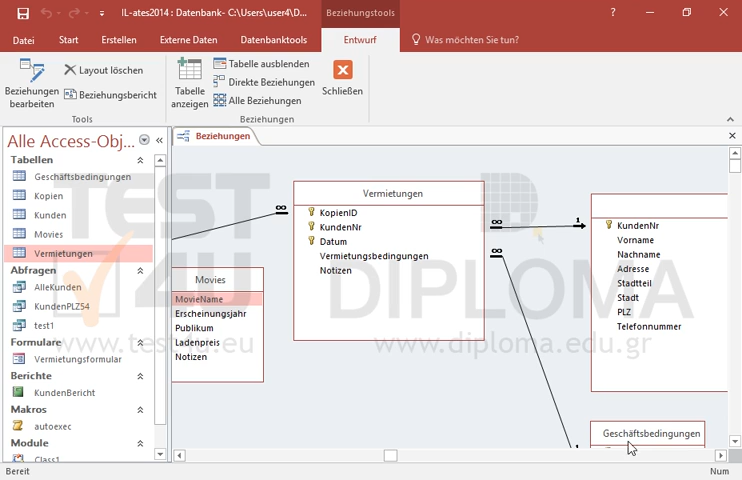 IL-ates2014 : Datenbank- C:\Users\user4\D...
Beziehungstools
Datei
Start
Erstellen
Externe Daten
Datenbanktools
Entwurf
Was möchten Sie tun?
Beziehungen bearbeiten
Layout löschen
Beziehungsbericht
Tools
Tabelle anzeigen
Tabelle ausblenden
Direkte Beziehungen
Alle Beziehungen
Beziehungen
Schließen
Alle Access-Obj...
Tabellen
Geschäftsbedingungen
Kopien
Kunden
Movies
Vermietungen
Abfragen
AlleKunden
KundenPLZ54
test1
Formulare
Vermietungsformular
Berichte
KundenBericht
Makros
autoexec
Module
Class1
Beziehungen
Movies
MovieName
Erscheinungsjahr
Publikum
Ladenpreis
Notizen
Vermietungen
KopienID
KundenNr
Datum
Vermietungsbedingungen
Notizen
∞
∞
1
∞
KundenNr
Vorname
Nachname
Adresse
Stadtteil
Stadt
PLZ
Telefonnummer
1
Geschäftsbedingungen
TEST4U
www.test4u.eu
DIPLOMA
www.diploma.edu.gr
Bereit
Num